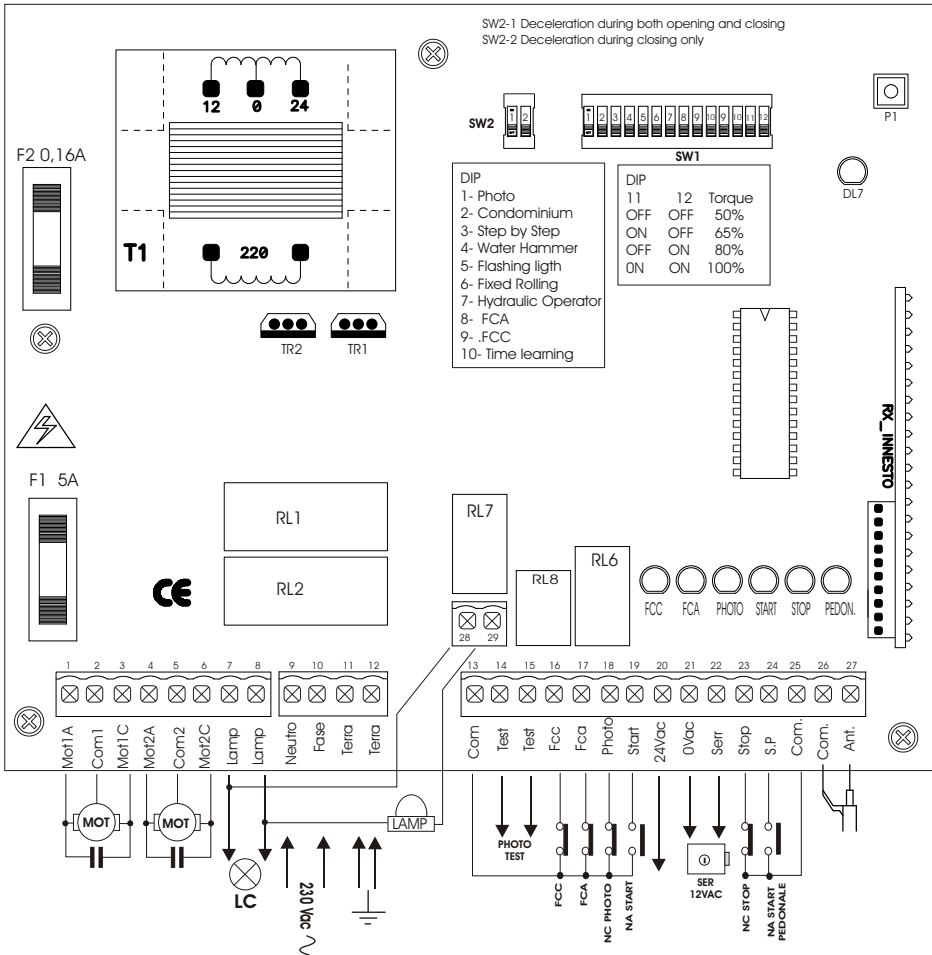 SW2-1 Deceleration during both opening and closing
SW2-2 Deceleration during closing only
12 0 24
SW2
1 2
1 2 3 4 5 6 7 8 9 10 9 10 11 12
SW1
P1
F2 0,16A
T1
220
DL7
DIP
1- Photo
2- Condominium
3- Step by Step
4- Water Hammer
5- Flashing ligth
6- Fixed Rolling
7- Hydraulic Operator
8- FCA
9- .FCC
10- Time learning
DIP
11 12 Torque
OFF OFF 50%
ON OFF 65%
OFF ON 80%
0N ON 100%
TR2 TR1
RX_INNESTO
F1 5A
RL1
RL2
CE
RL7
RL8
RL6
28 29
FCC FCA PHOTO START STOP PEDON.
1 2 3 4 5 6 7 8 9 10 11 12 13 14 15 16 17 18 19 20 21 22 23 24 25 26 27
Mot1A Com1 Mot1C Mot2A Com2 Mot2C Lamp Lamp Neutro Fase Terra Terra Com Test Test Fcc Fca Photo Start 24Vac 0Vac Serr Stop S.P Com. Com. Ant.
MOT MOT
LAMP
LC
230 Vac
PHOTO
TEST
FCC
FCA
NC PHOTO
NA START
SER
12VAC
NC STOP
NA START
PEDONALE